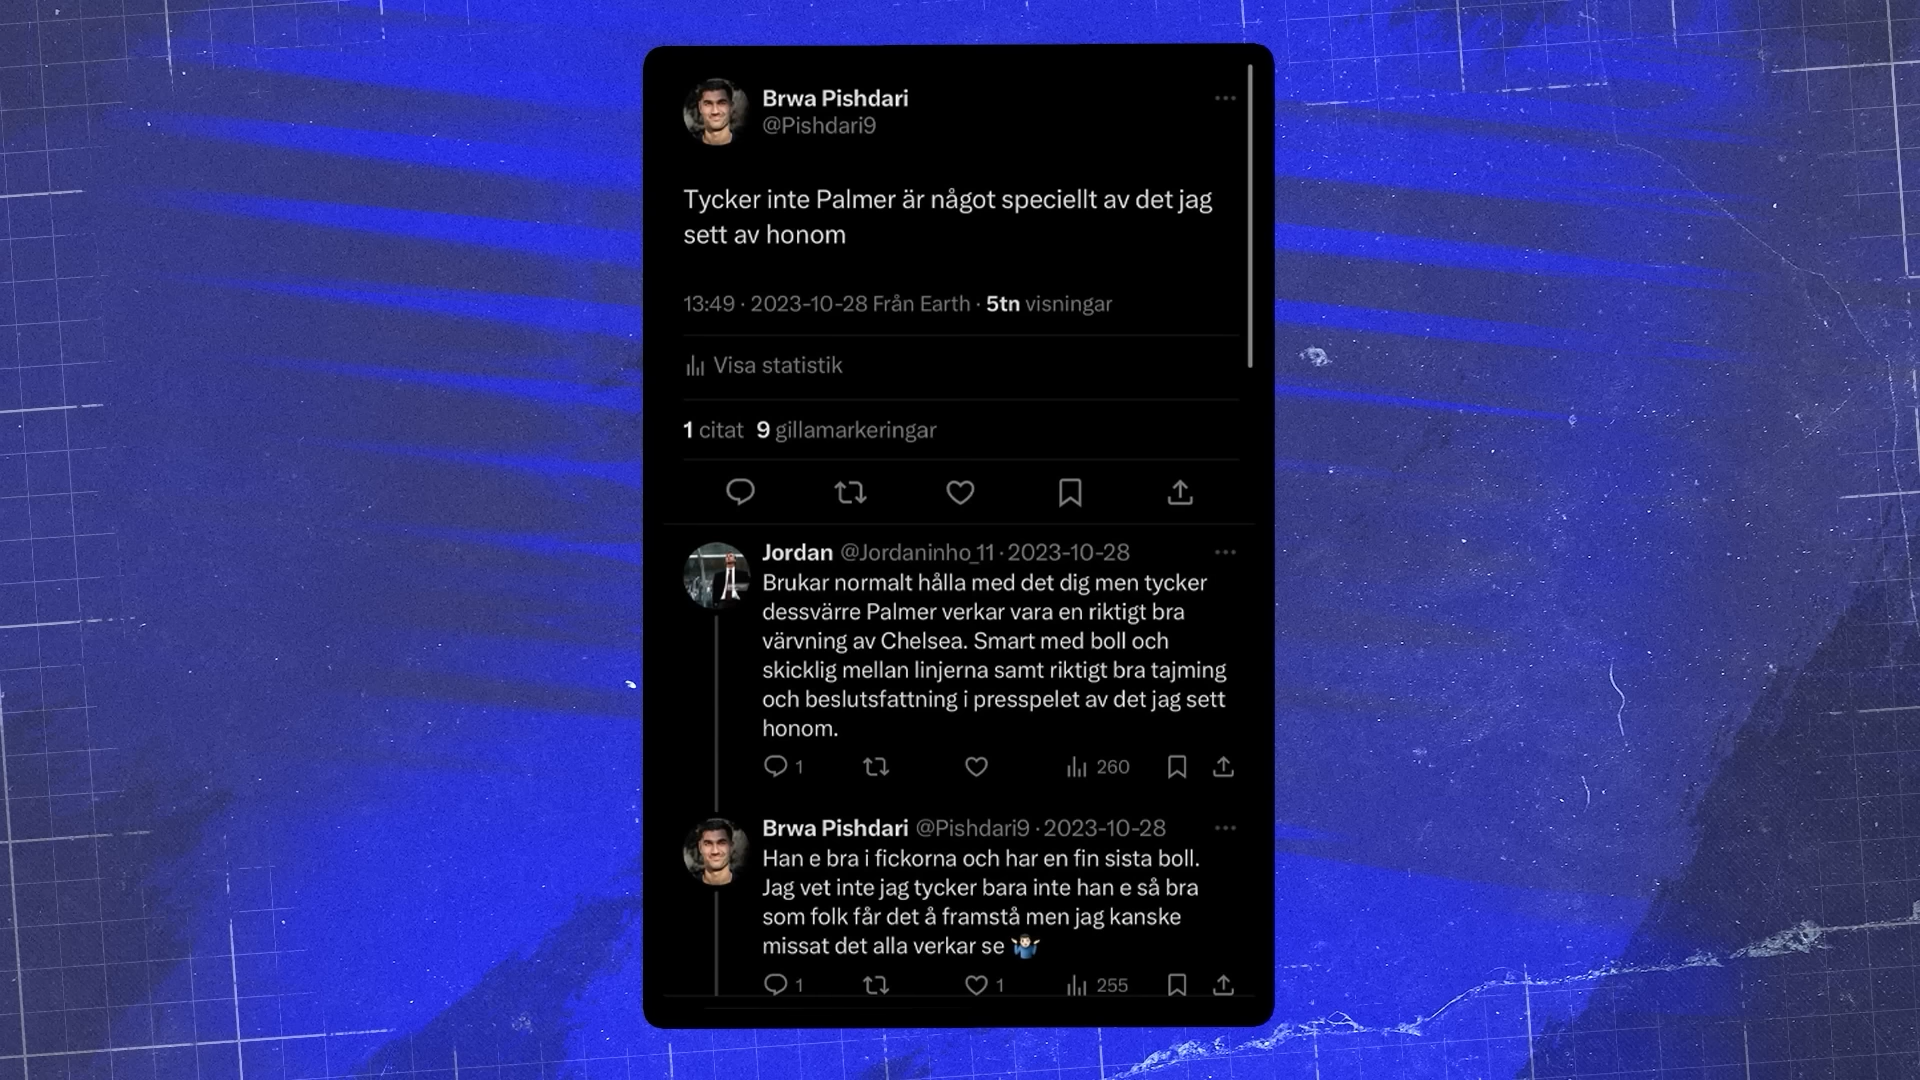 Brwa Pishdari
@Pishdari9
Tycker inte Palmer är något speciellt av det jag
sett av honom
13:49 · 2023-10-28 Från Earth · 5tn visningar
Visa statistik
1 citat 9 gillamarkeringar
Jordan @Jordaninho_11 · 2023-10-28
Brukar normalt hålla med det dig men tycker
dessvärre Palmer verkar vara en riktigt bra
värvning av Chelsea. Smart med boll och
skicklig mellan linjerna samt riktigt bra tajming
och beslutsfattning i presspelet av det jag sett
honom.
1 260
Brwa Pishdari @Pishdari9 · 2023-10-28
Han e bra i fickorna och har en fin sista boll.
Jag vet inte jag tycker bara inte han e så bra
som folk får det å framstå men jag kanske
missat det alla verkar se 🤷🏻‍♂️
1 1 255